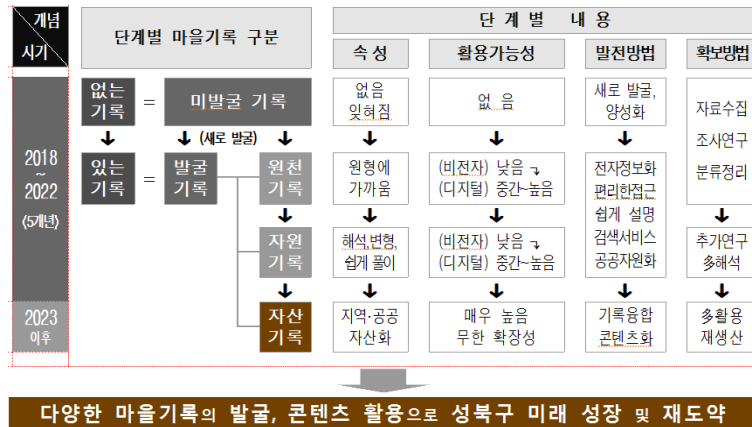 개념
시기
단계별 마을기록 구분
단 계 별 내 용
속 성
활용가능성
발전방법
확보방법
2018
~
2022
(5개년)
없는
기록
=
미발굴 기록
없음
잊혀짐
없 음
새로 발굴,
양성화
자료수집
조사연구
분류정리
(새로 발굴)
있는
기록
=
발굴
기록
원천
기록
원형에
가까움
(비전자) 낮음
(디지털) 중간~높음
전자정보화
편리한접근
쉽게 설명
검색서비스
공공자원화
자원
기록
해석,변형,
쉽게 풀이
(비전자) 낮음
(디지털) 중간~높음
추가연구
多해석
2023
이후
자산
기록
지역·공공
자산화
매우 높음
무한 확장성
기록융합
콘텐츠화
多활용
재생산
다양한 마을기록의 발굴, 콘텐츠 활용으로 성북구 미래 성장 및 재도약